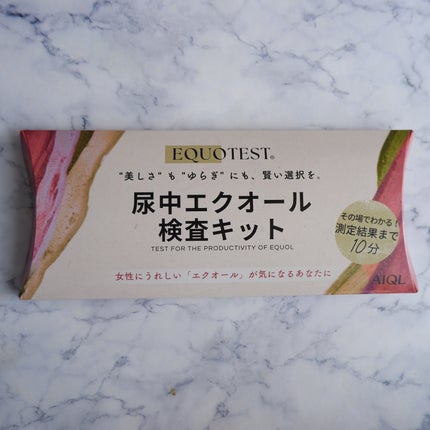 EQUOTEST®
"美しさ"も"ゆらぎ"にも、賢い選択を。
尿中エクオール
検査キット
TEST FOR THE PRODUCTIVITY OF EQUOL
その場でわかる!
測定結果まで
10分
女性にうれしい「エクオール」が気になるあなたに
AIQL